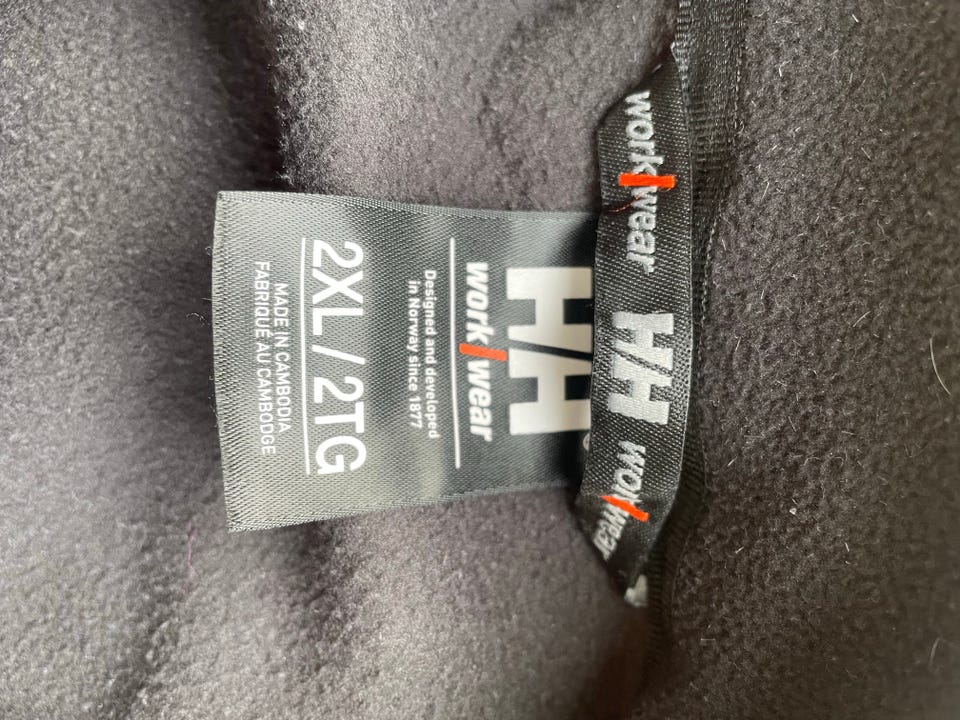 work/wear HH work/wear
HH
work/wear
Designed and developed
in Norway since 1877
2XL / 2TG
MADE IN CAMBODIA
FABRIQUÉ AU CAMBODGE